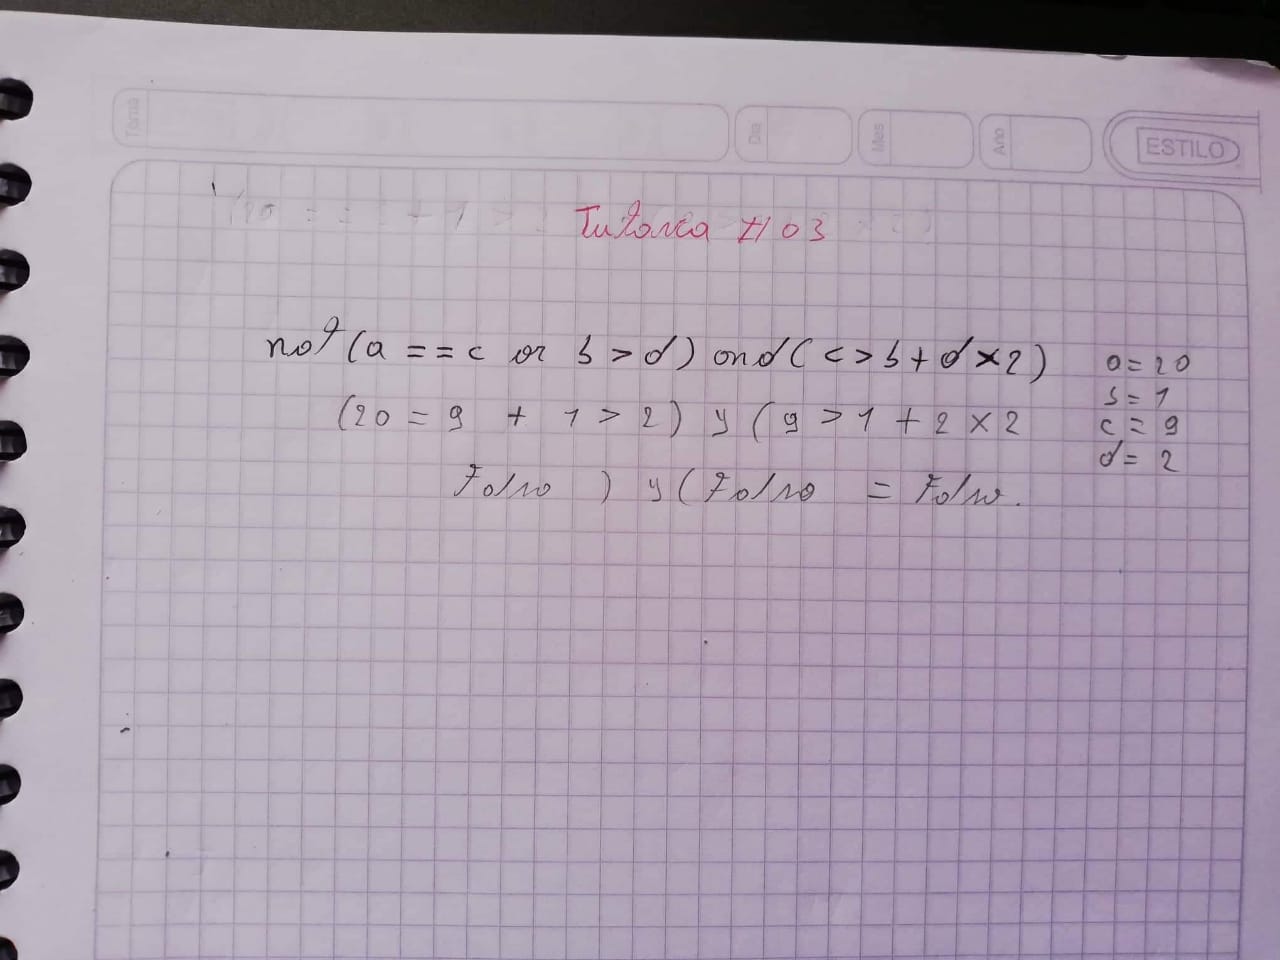 Tema
Dia
Mes
Año
ESTILO
Tutorea # 03
not (a == c or b > d) and (c > b + d × 2)
a = 20
b = 1
c = 9
d = 2
(20 = 9 + 1 > 2) y (9 > 1 + 2 × 2
Falso ) y (Falso = Falso.